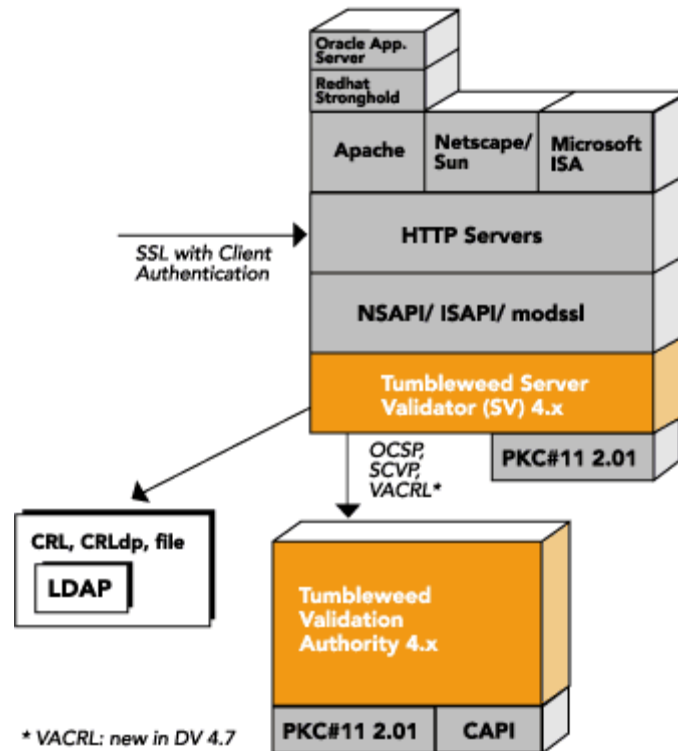 Oracle App.
Server
Redhat
Stronghold
Apache
Netscape/
Sun
Microsoft
ISA
HTTP Servers
SSL with Client
Authentication
NSAPI/ ISAPI/ modssl
Tumbleweed Server
Validator (SV) 4.x
PKC#11 2.01
OCSP,
SCVP,
VACRL*
CRL, CRLdp, file
LDAP
Tumbleweed
Validation
Authority 4.x
PKC#11 2.01
CAPI
* VACRL: new in DV 4.7